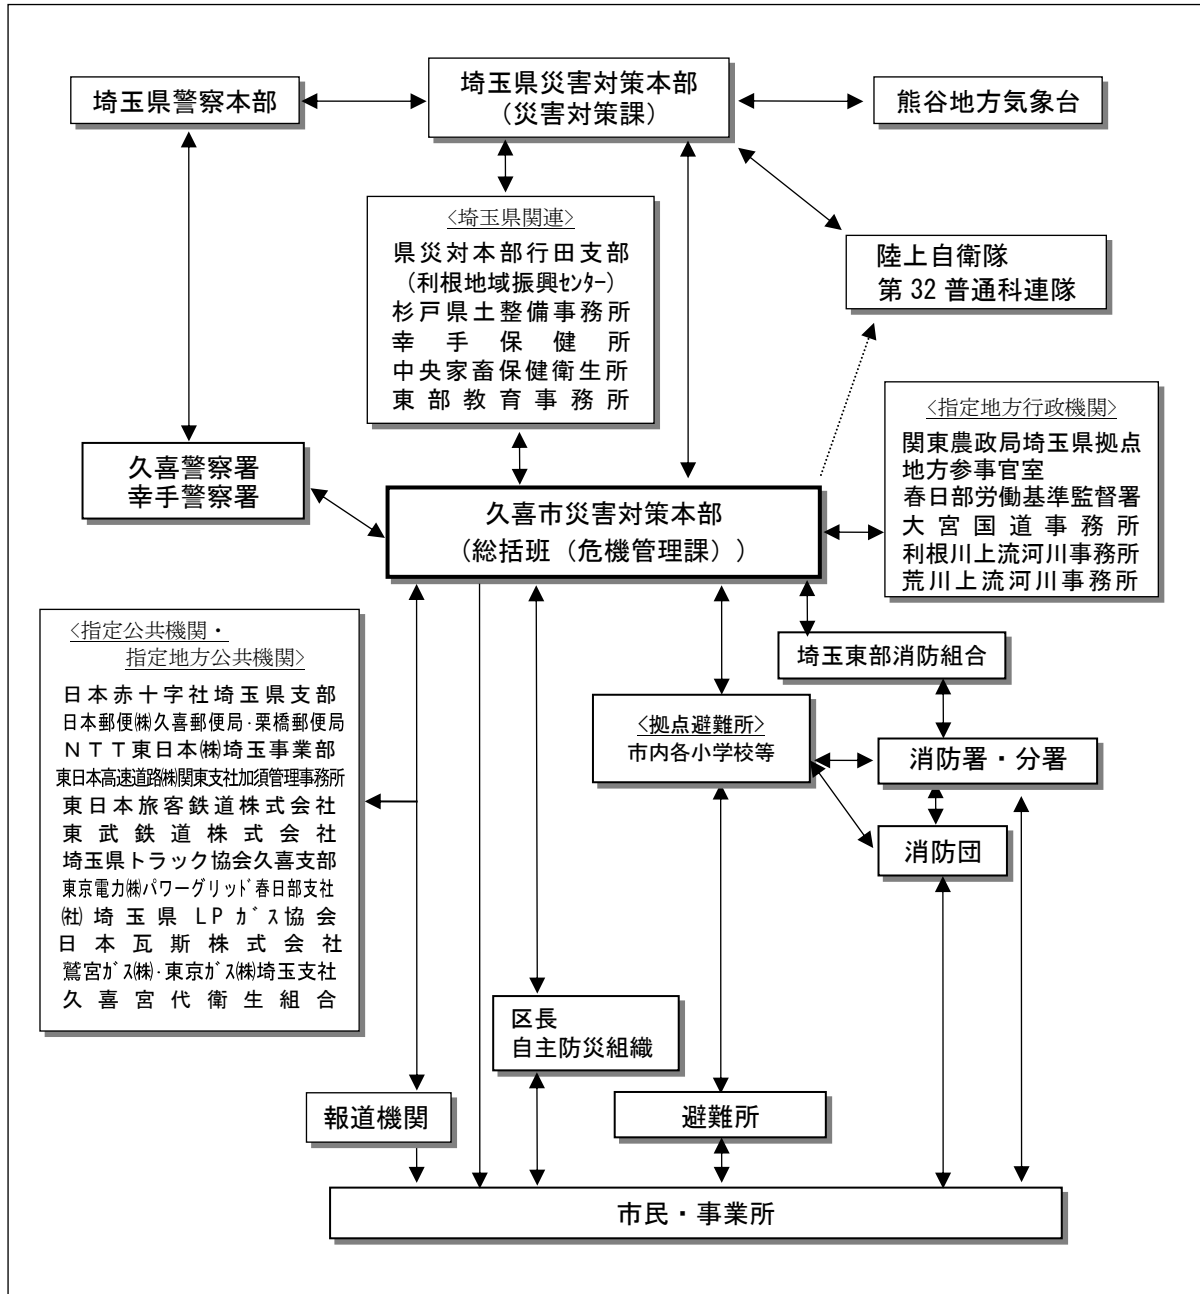 埼玉県警察本部
埼玉県災害対策本部
（災害対策課）
熊谷地方気象台
<埼玉県関連>
県災対本部行田支部
(利根地域振興ｾﾝﾀｰ)
杉戸県土整備事務所
幸手保健所
中央家畜保健衛生所
東部教育事務所
陸上自衛隊
第 32 普通科連隊
<指定地方行政機関>
関東農政局埼玉県拠点
地方参事官室
春日部労働基準監督署
大宮国道事務所
利根川上流河川事務所
荒川上流河川事務所
久喜警察署
幸手警察署
久喜市災害対策本部
（総括班（危機管理課））
<指定公共機関・
指定地方公共機関>
日本赤十字社埼玉県支部
日本郵便㈱久喜郵便局･栗橋郵便局
ＮＴＴ東日本㈱埼玉事業部
東日本高速道路㈱関東支社加須管理事務所
東日本旅客鉄道株式会社
東武鉄道株式会社
埼玉県トラック協会久喜支部
東京電力㈱パワーグリッド春日部支社
㈳埼玉県 LP ｶﾞｽ協会
日本瓦斯株式会社
鷲宮ｶﾞｽ㈱･東京ｶﾞｽ㈱埼玉支社
久喜宮代衛生組合
埼玉東部消防組合
<拠点避難所>
市内各小学校等
消防署・分署
消防団
区長
自主防災組織
報道機関
避難所
市民・事業所